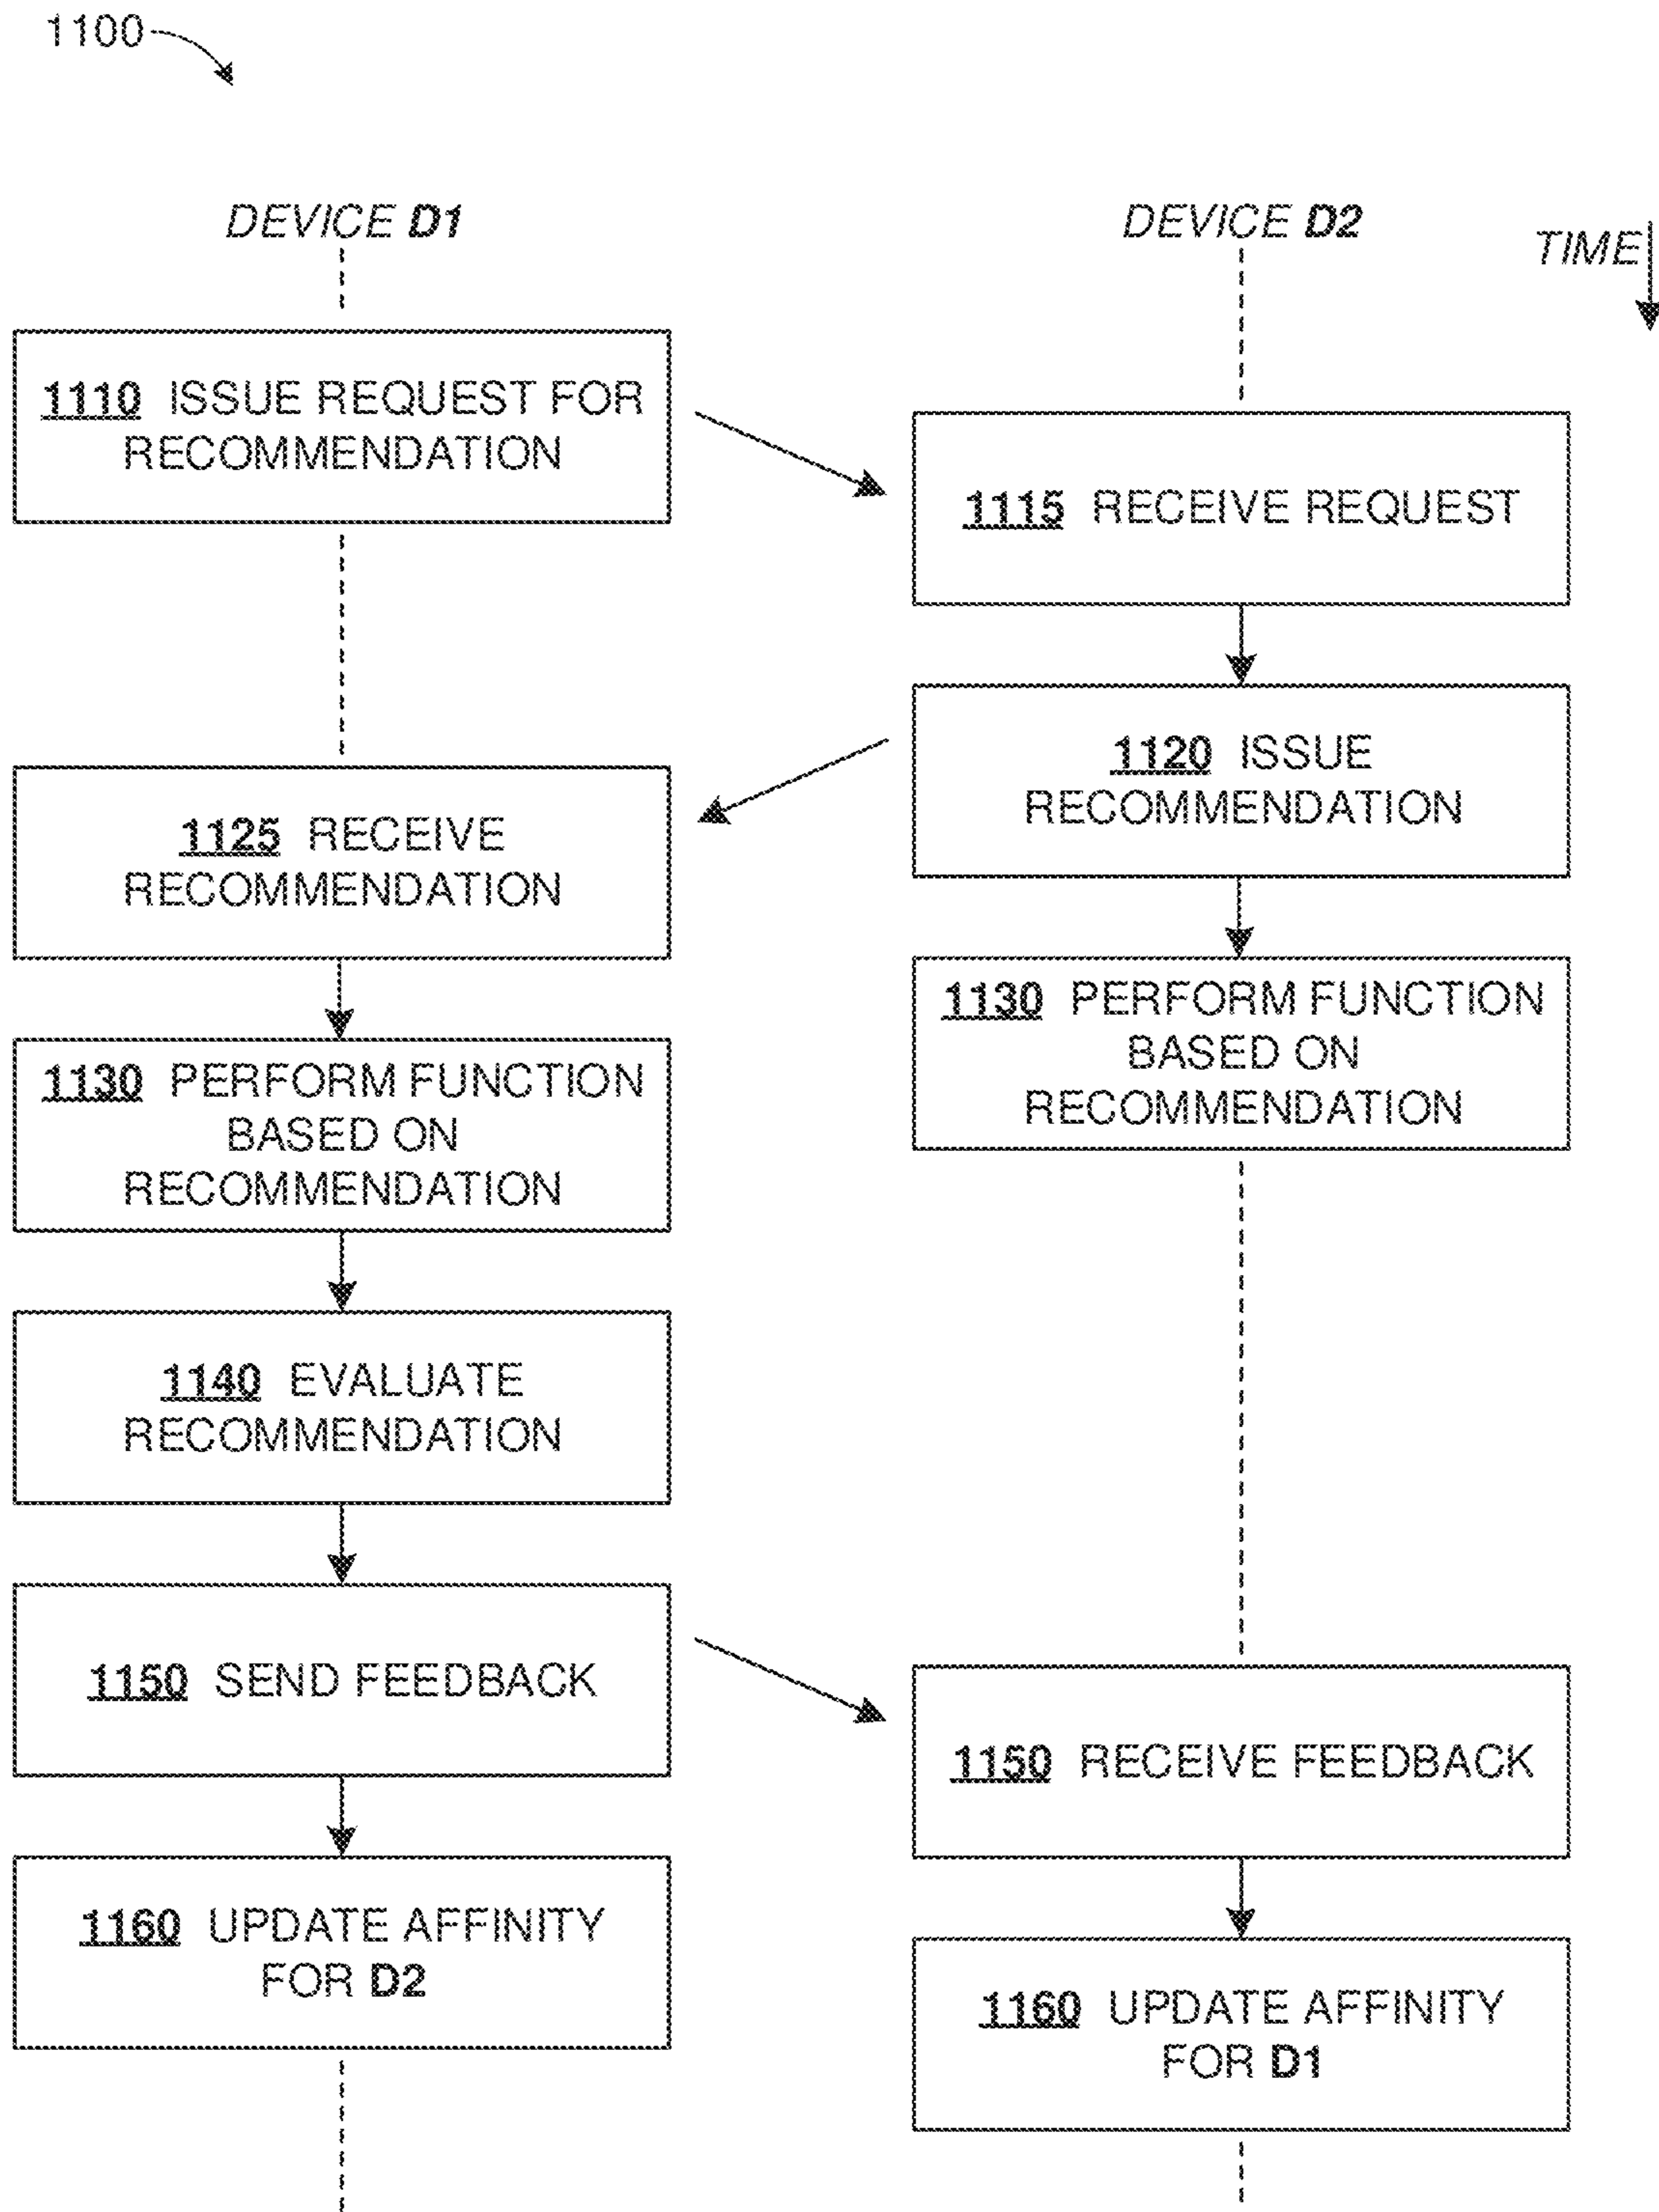 1100
DEVICE D1
DEVICE D2
TIME
1110 ISSUE REQUEST FOR
RECOMMENDATION
1115 RECEIVE REQUEST
1120 ISSUE
RECOMMENDATION
1125 RECEIVE
RECOMMENDATION
1130 PERFORM FUNCTION
BASED ON
RECOMMENDATION
1130 PERFORM FUNCTION
BASED ON
RECOMMENDATION
1140 EVALUATE
RECOMMENDATION
1150 SEND FEEDBACK
1150 RECEIVE FEEDBACK
1160 UPDATE AFFINITY
FOR D2
1160 UPDATE AFFINITY
FOR D1